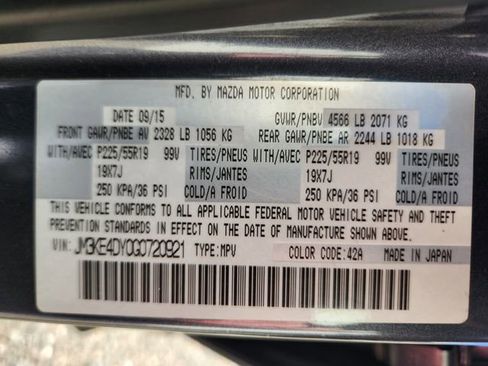 MFD. BY MAZDA MOTOR CORPORATION
DATE 09/15 GVWR/PNBV 4566 LB 2071 KG
FRONT GAWR/PNBE AV 2328 LB 1056 KG REAR GAWR/PNBE AR 2244 LB 1018 KG
WITH/AVEC P225/55R19 99V TIRES/PNEUS WITH/AVEC P225/55R19 99V TIRES/PNEUS
19X7J RIMS/JANTES 19X7J RIMS/JANTES
250 KPA/36 PSI COLD/A FROID 250 KPA/36 PSI COLD/A FROID
THIS VEHICLE CONFORMS TO ALL APPLICABLE FEDERAL MOTOR VEHICLE SAFETY AND THEFT
PREVENTION STANDARDS IN EFFECT ON THE DATE OF MANUFACTURE SHOWN ABOVE.
VIN: JM3KE4DY0G0720921 TYPE:MPV COLOR CODE:42A MADE IN JAPAN